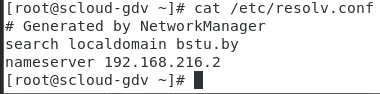 [root@scloud-gdv ~]# cat /etc/resolv.conf
# Generated by NetworkManager
search localdomain bstu.by
nameserver 192.168.216.2
[root@scloud-gdv ~]#